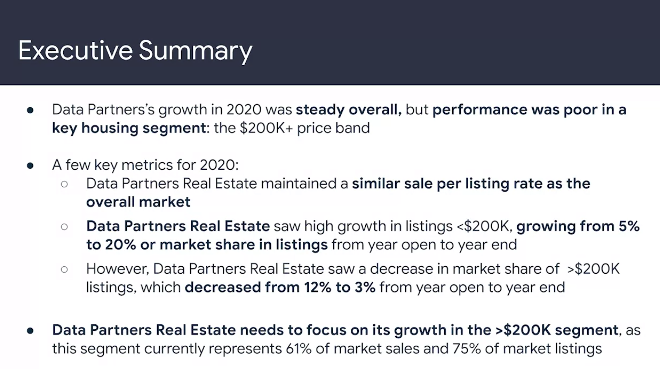 Executive Summary
● Data Partners's growth in 2020 was steady overall, but performance was poor in a
key housing segment: the $200K+ price band
● A few key metrics for 2020:
○ Data Partners Real Estate maintained a similar sale per listing rate as the
overall market
○ Data Partners Real Estate saw high growth in listings <$200K, growing from 5%
to 20% or market share in listings from year open to year end
○ However, Data Partners Real Estate saw a decrease in market share of >$200K
listings, which decreased from 12% to 3% from year open to year end
● Data Partners Real Estate needs to focus on its growth in the >$200K segment, as
this segment currently represents 61% of market sales and 75% of market listings